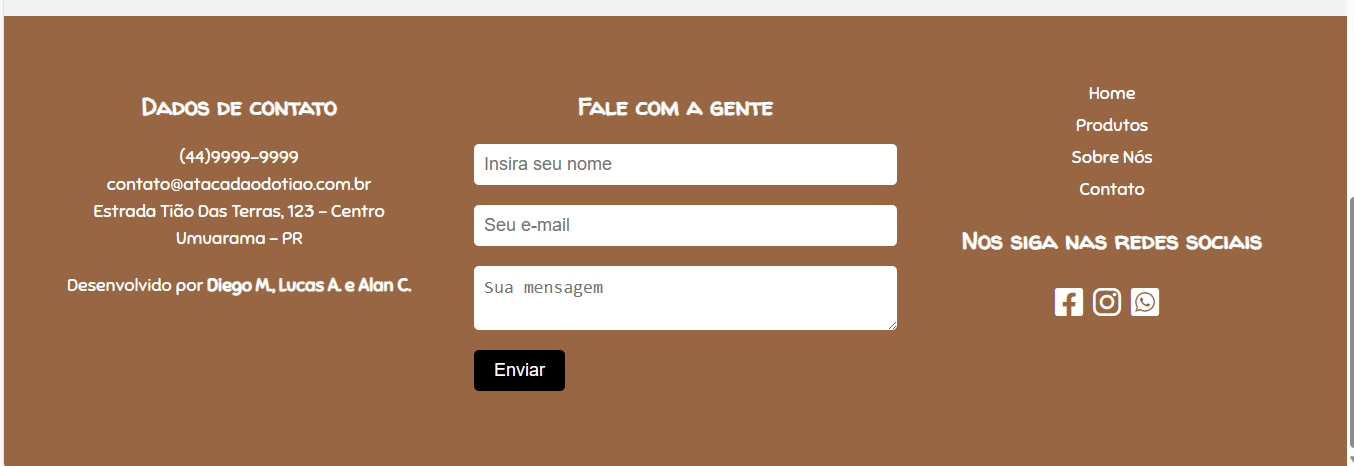 Dados de contato
(44)9999-9999
contato@atacadaodotiao.com.br
Estrada Tião Das Terras, 123 - Centro
Umuarama - PR
Desenvolvido por Diego M., Lucas A. e Alan C.
Fale com a gente
Insira seu nome
Seu e-mail
Sua mensagem
Enviar
Home
Produtos
Sobre Nós
Contato
Nos siga nas redes sociais